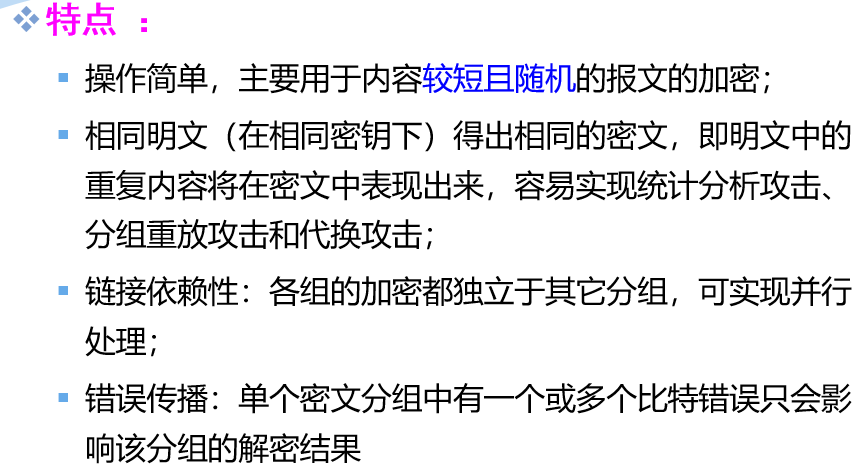 特点 ：
操作简单，主要用于内容较短且随机的报文的加密；
相同明文（在相同密钥下）得出相同的密文，即明文中的
重复内容将在密文中表现出来，容易实现统计分析攻击、
分组重放攻击和代换攻击；
链接依赖性：各组的加密都独立于其它分组，可实现并行
处理；
错误传播：单个密文分组中有一个或多个比特错误只会影
响该分组的解密结果